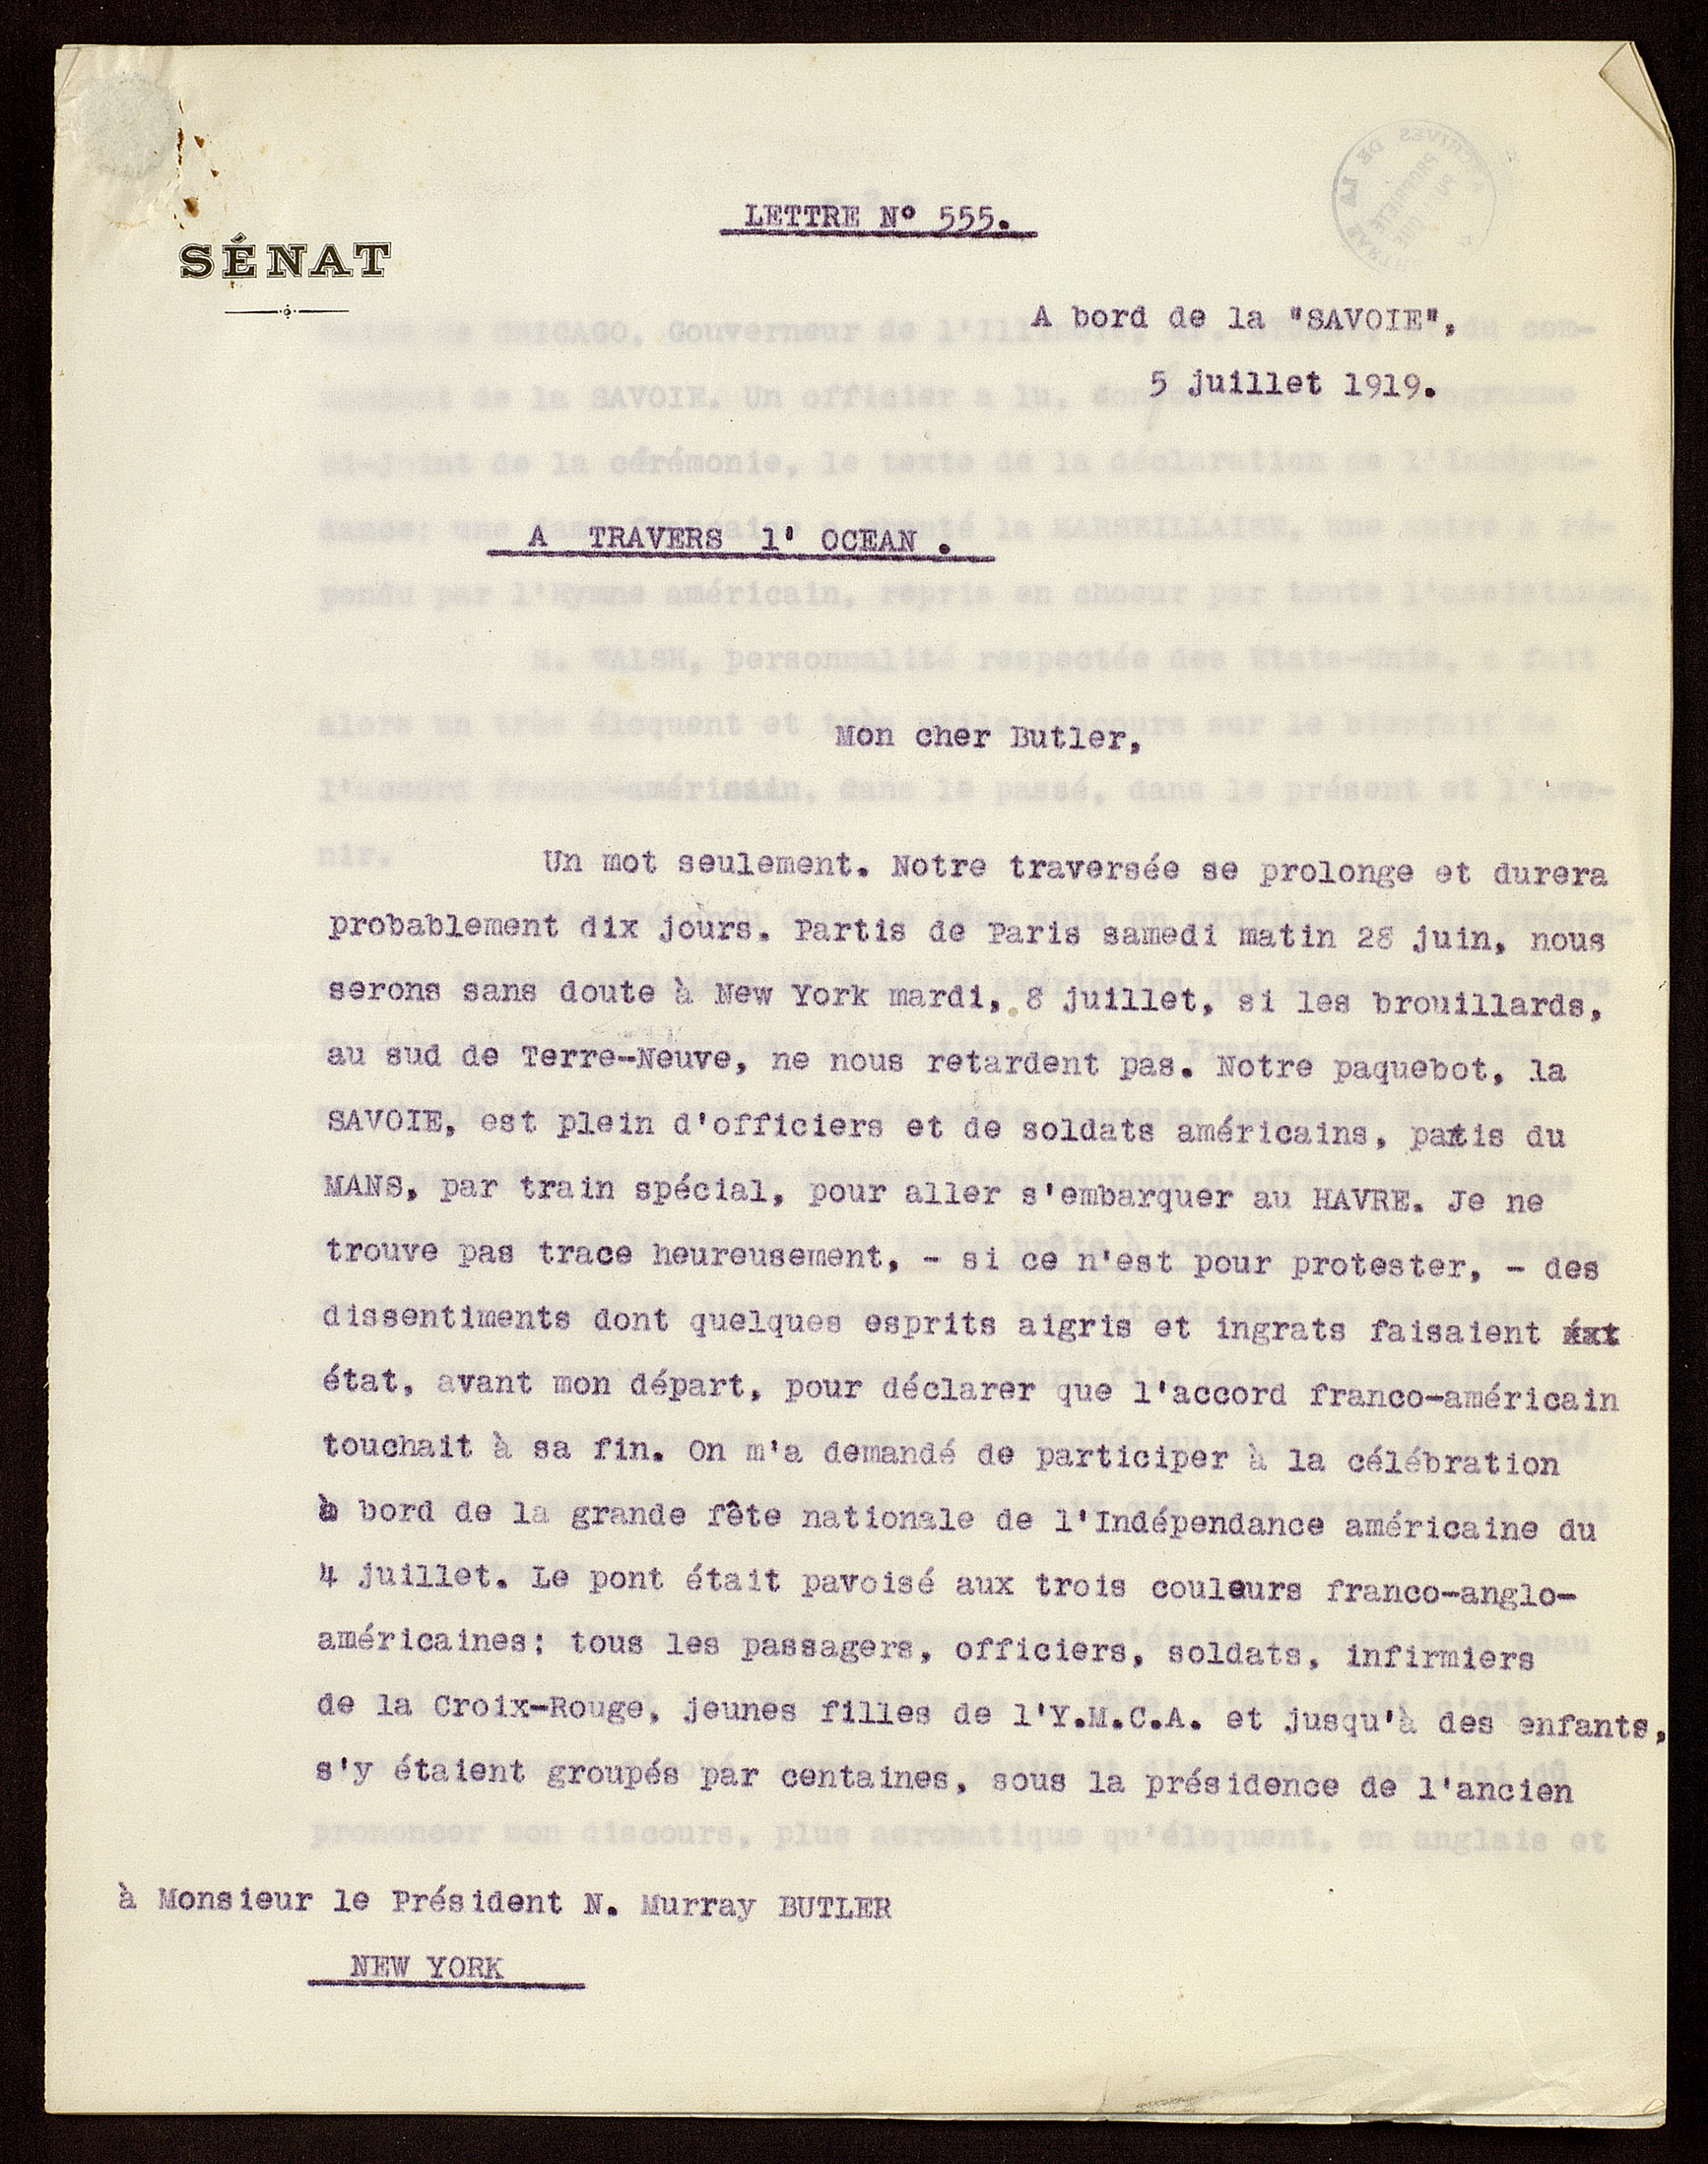 LETTRE N° 555.
SÉNAT
A bord de la "SAVOIE",
5 juillet 1919.
A TRAVERS l' OCEAN .
Mon cher Butler,
Un mot seulement. Notre traversée se prolonge et durera
probablement dix jours. Partis de Paris samedi matin 28 juin, nous
serons sans doute à New York mardi, 8 juillet, si les brouillards,
au sud de Terre-Neuve, ne nous retardent pas. Notre paquebot, la
SAVOIE, est plein d'officiers et de soldats américains, partis du
MANS, par train spécial, pour aller s'embarquer au HAVRE. Je ne
trouve pas trace heureusement, - si ce n'est pour protester, - des
dissentiments dont quelques esprits aigris et ingrats faisaient
état, avant mon départ, pour déclarer que l'accord franco-américain
touchait à sa fin. On m'a demandé de participer à la célébration
à bord de la grande fête nationale de l'Indépendance américaine du
4 juillet. Le pont était pavoisé aux trois couleurs franco-anglo-
américaines; tous les passagers, officiers, soldats, infirmiers
de la Croix-Rouge, jeunes filles de l'Y.M.C.A. et jusqu'à des enfants,
s'y étaient groupés par centaines, sous la présidence de l'ancien
à Monsieur le Président N. Murray BUTLER
NEW YORK